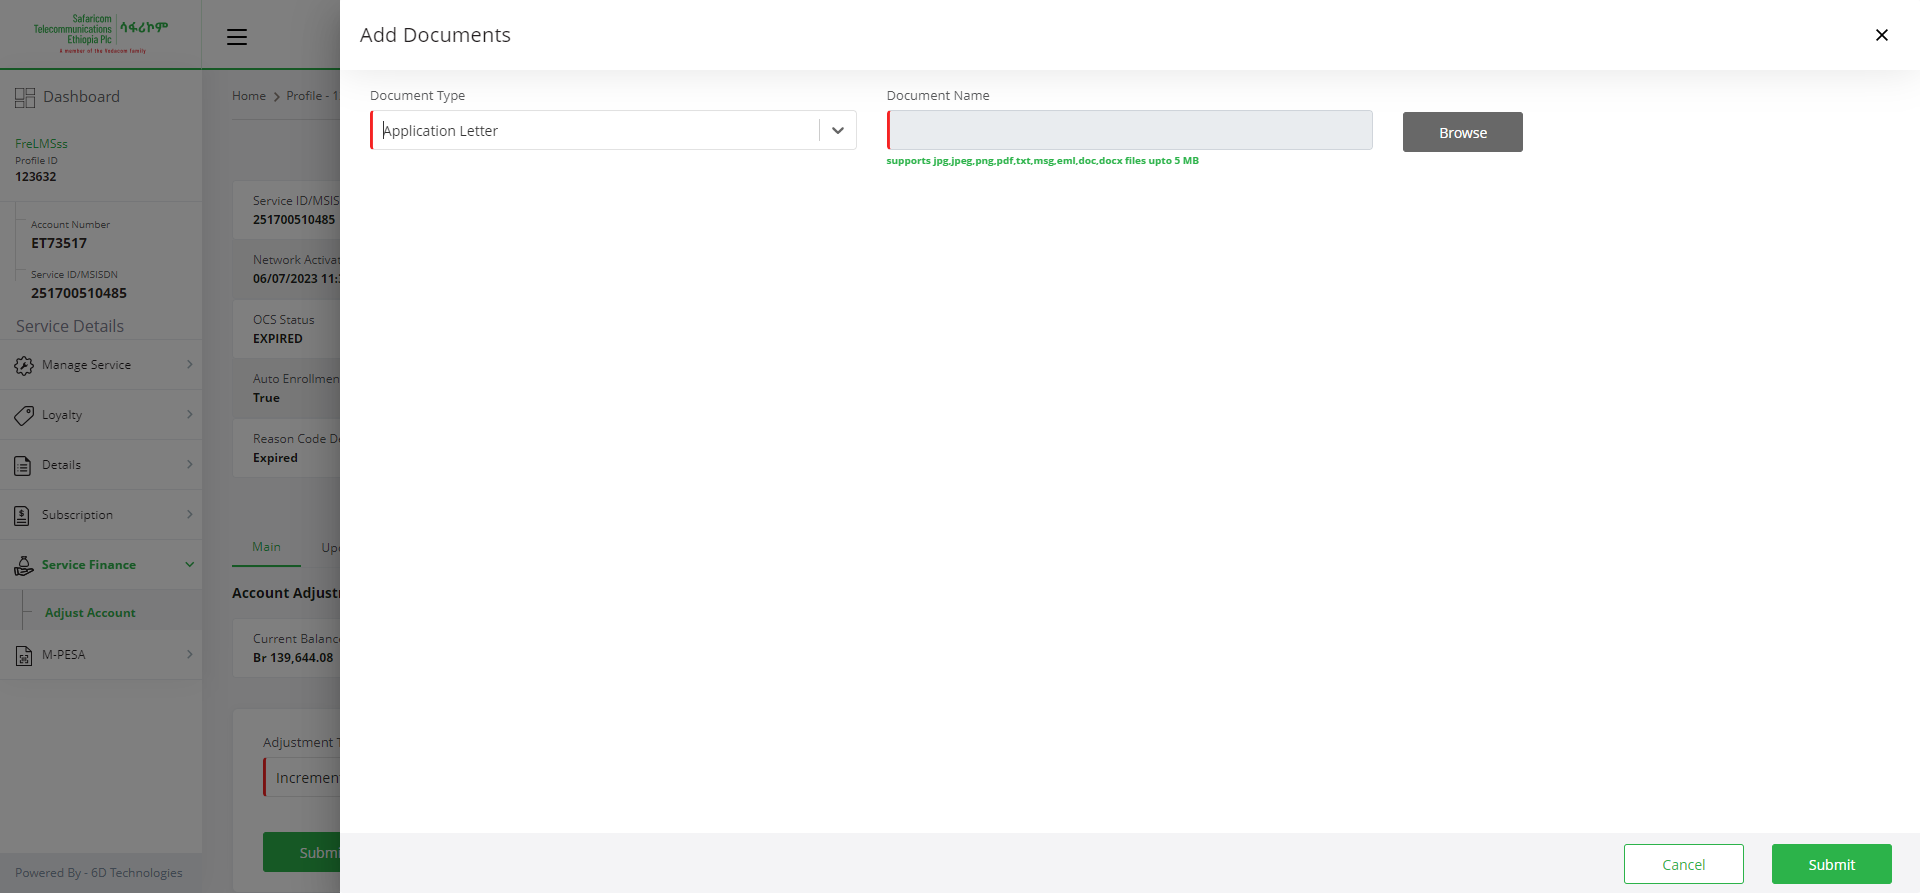 Safaricom
Telecommunications
Ethiopia Plc
ሳፋሪኮም
A member of the Vodacom family
Add Documents
Dashboard
FreLMSss
Profile ID
123632
Account Number
ET73517
Service ID/MSISDN
251700510485
Service Details
Manage Service
Loyalty
Details
Subscription
Service Finance
Adjust Account
M-PESA
Powered By - 6D Technologies
Home > Profile - 1
Service ID/MSIS
251700510485
Network Activat
06/07/2023 11:
OCS Status
EXPIRED
Auto Enrollmen
True
Reason Code De
Expired
Main
Up
Account Adjust
Current Balance
Br 139,644.08
Adjustment T
Increment
Submi
Document Type
Application Letter
Document Name
Browse
supports jpg,jpeg,png,pdf,txt,msg,eml,doc,docx files upto 5 MB
Cancel
Submit